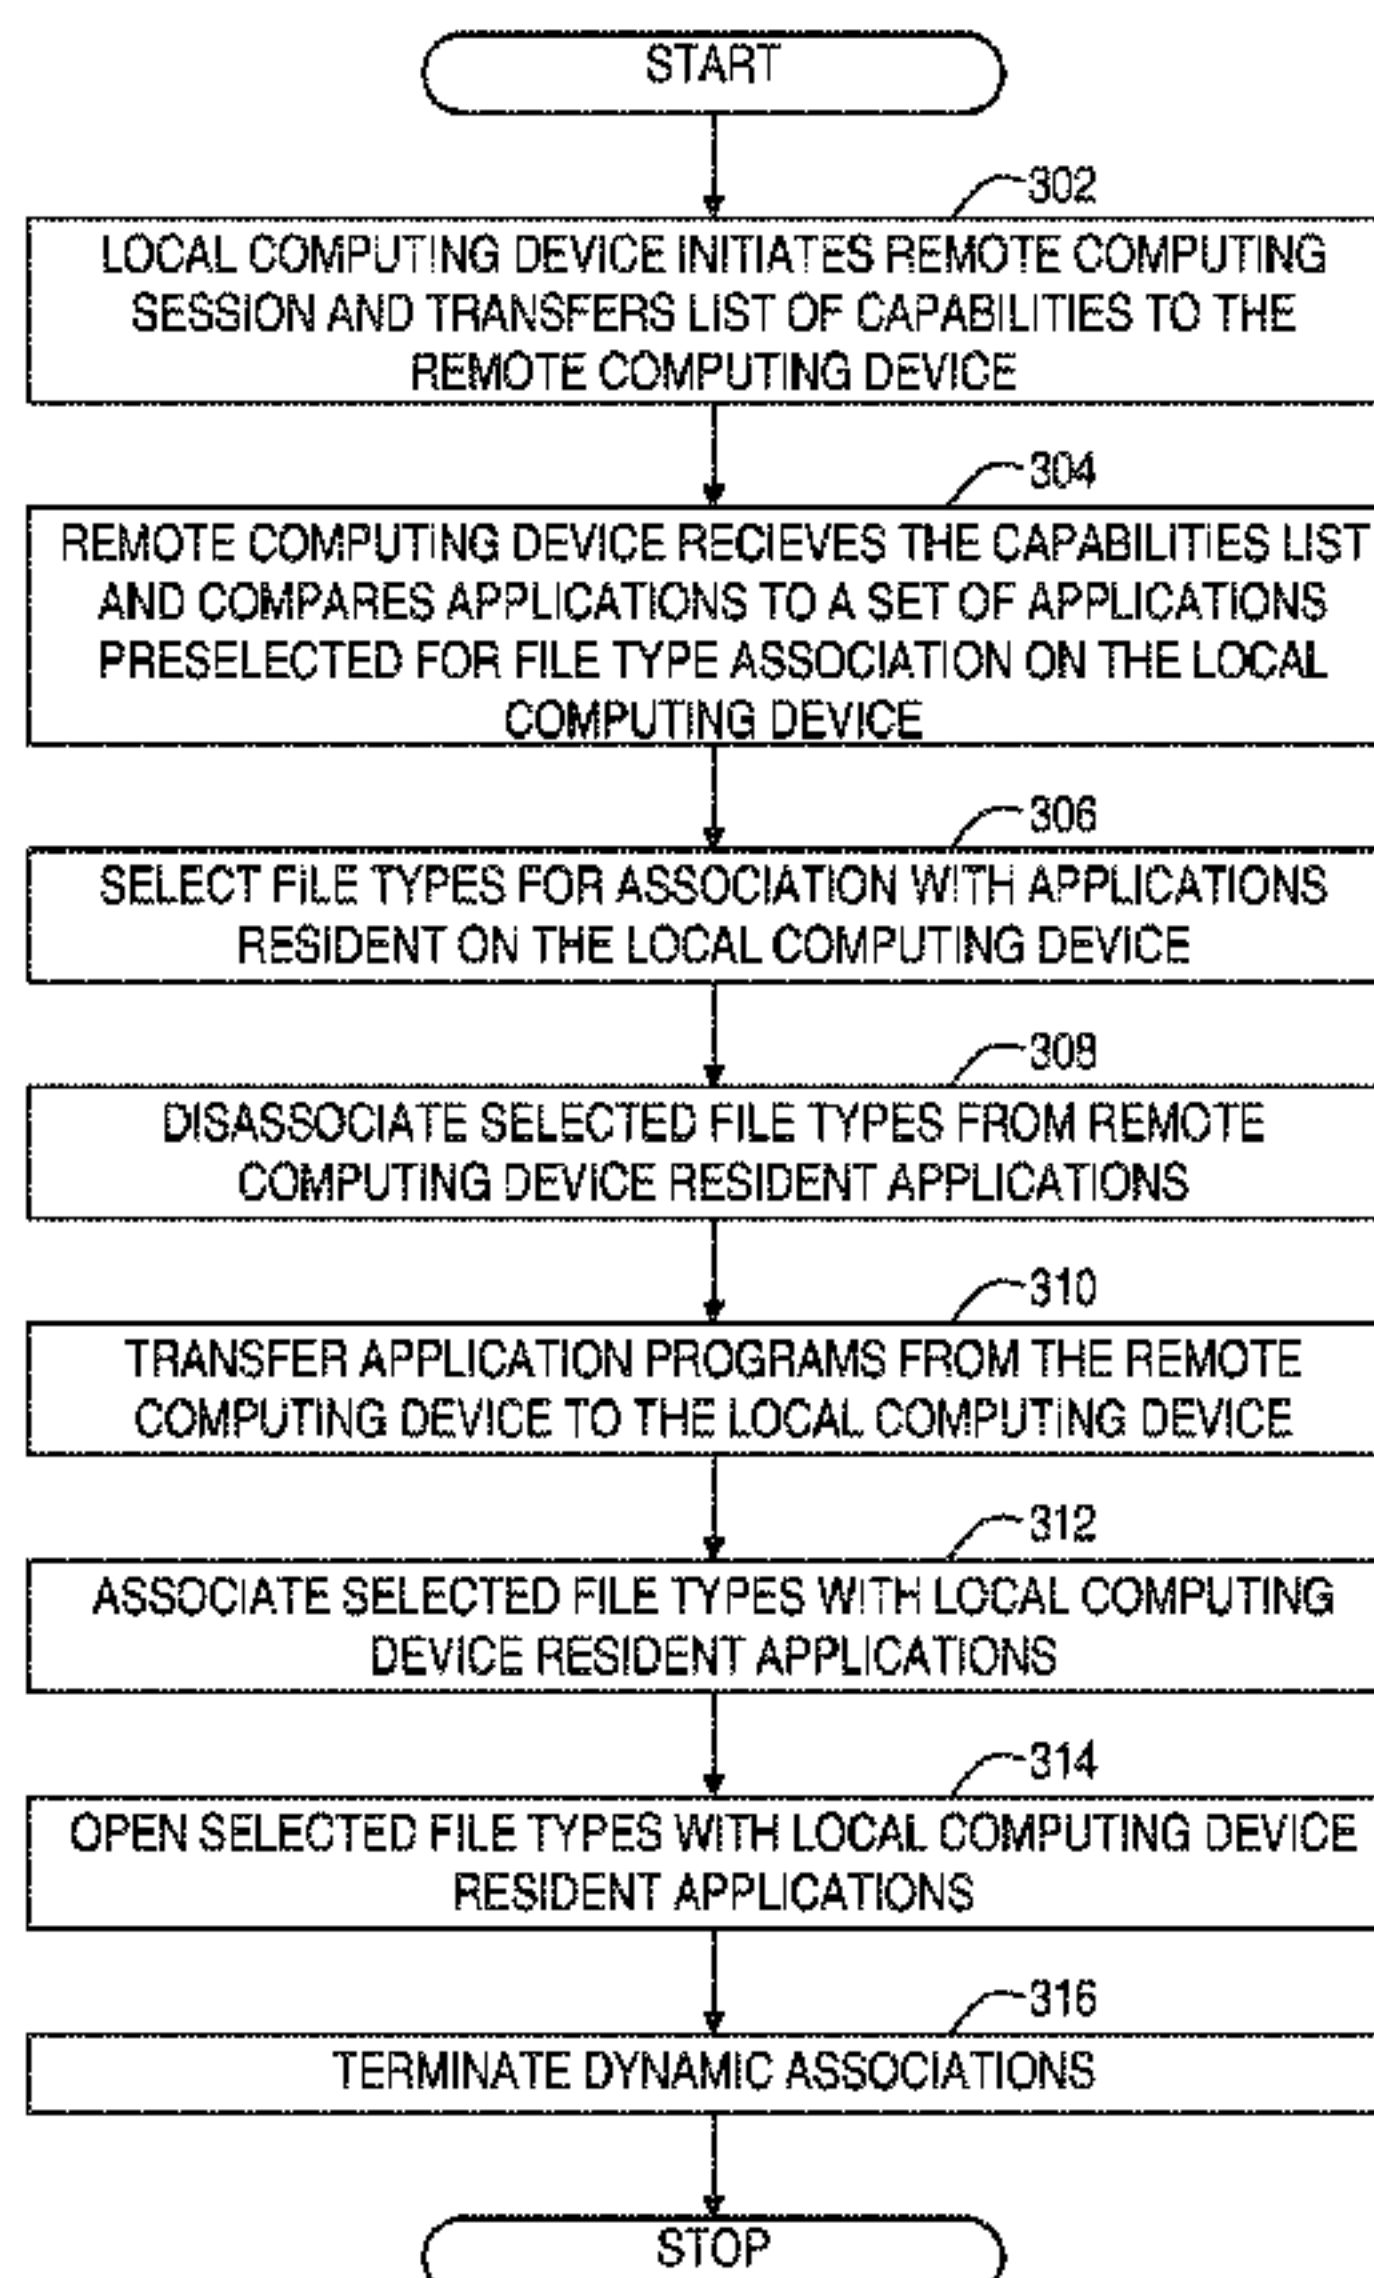 START
302
LOCAL COMPUTING DEVICE INITIATES REMOTE COMPUTING
SESSION AND TRANSFERS LIST OF CAPABILITIES TO THE
REMOTE COMPUTING DEVICE
304
REMOTE COMPUTING DEVICE RECIEVES THE CAPABILITIES LIST
AND COMPARES APPLICATIONS TO A SET OF APPLICATIONS
PRESELECTED FOR FILE TYPE ASSOCIATION ON THE LOCAL
COMPUTING DEVICE
306
SELECT FILE TYPES FOR ASSOCIATION WITH APPLICATIONS
RESIDENT ON THE LOCAL COMPUTING DEVICE
308
DISASSOCIATE SELECTED FILE TYPES FROM REMOTE
COMPUTING DEVICE RESIDENT APPLICATIONS
310
TRANSFER APPLICATION PROGRAMS FROM THE REMOTE
COMPUTING DEVICE TO THE LOCAL COMPUTING DEVICE
312
ASSOCIATE SELECTED FILE TYPES WITH LOCAL COMPUTING
DEVICE RESIDENT APPLICATIONS
314
OPEN SELECTED FILE TYPES WITH LOCAL COMPUTING DEVICE
RESIDENT APPLICATIONS
316
TERMINATE DYNAMIC ASSOCIATIONS
STOP